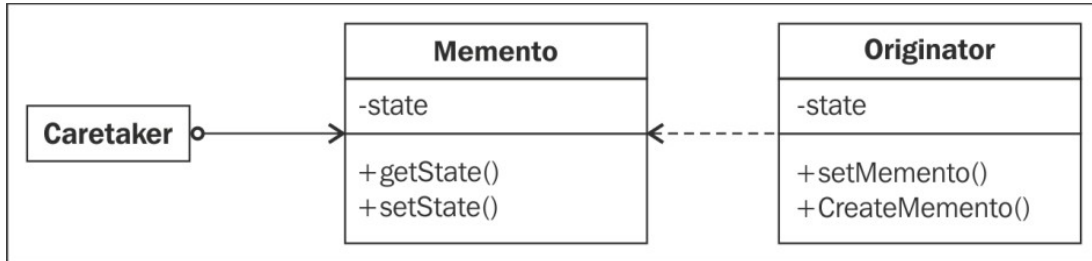 Caretaker
Memento
-state
+getState()
+setState()
Originator
-state
+setMemento()
+CreateMemento()